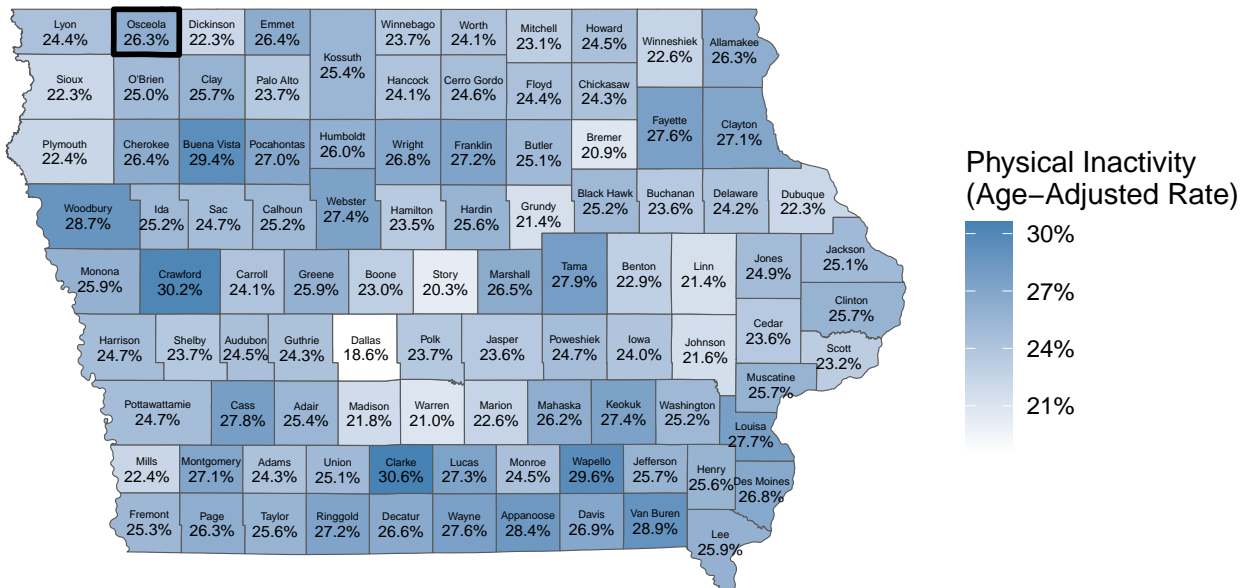 Lyon
24.4%
Osceola
26.3%
Dickinson
22.3%
Emmet
26.4%
Kossuth
25.4%
Winnebago
23.7%
Worth
24.1%
Mitchell
23.1%
Howard
24.5%
Winneshiek
22.6%
Allamakee
26.3%
Sioux
22.3%
O'Brien
25.0%
Clay
25.7%
Palo Alto
23.7%
Hancock
24.1%
Cerro Gordo
24.6%
Floyd
24.4%
Chickasaw
24.3%
Fayette
27.6%
Clayton
27.1%
Plymouth
22.4%
Cherokee
26.4%
Buena Vista
29.4%
Pocahontas
27.0%
Humboldt
26.0%
Wright
26.8%
Franklin
27.2%
Butler
25.1%
Bremer
20.9%
Woodbury
28.7%
Ida
25.2%
Sac
24.7%
Calhoun
25.2%
Webster
27.4%
Hamilton
23.5%
Hardin
25.6%
Grundy
21.4%
Black Hawk
25.2%
Buchanan
23.6%
Delaware
24.2%
Dubuque
22.3%
Monona
25.9%
Crawford
30.2%
Carroll
24.1%
Greene
25.9%
Boone
23.0%
Story
20.3%
Marshall
26.5%
Tama
27.9%
Benton
22.9%
Linn
21.4%
Jones
24.9%
Jackson
25.1%
Clinton
25.7%
Harrison
24.7%
Shelby
23.7%
Audubon
24.5%
Guthrie
24.3%
Dallas
18.6%
Polk
23.7%
Jasper
23.6%
Poweshiek
24.7%
Iowa
24.0%
Johnson
21.6%
Cedar
23.6%
Scott
23.2%
Muscatine
25.7%
Pottawattamie
24.7%
Cass
27.8%
Adair
25.4%
Madison
21.8%
Warren
21.0%
Marion
22.6%
Mahaska
26.2%
Keokuk
27.4%
Washington
25.2%
Louisa
27.7%
Mills
22.4%
Montgomery
27.1%
Adams
24.3%
Union
25.1%
Clarke
30.6%
Lucas
27.3%
Monroe
24.5%
Wapello
29.6%
Jefferson
25.7%
Henry
25.6%
Des Moines
26.8%
Fremont
25.3%
Page
26.3%
Taylor
25.6%
Ringgold
27.2%
Decatur
26.6%
Wayne
27.6%
Appanoose
28.4%
Davis
26.9%
Van Buren
28.9%
Lee
25.9%
Physical Inactivity
(Age−Adjusted Rate)
30%
27%
24%
21%